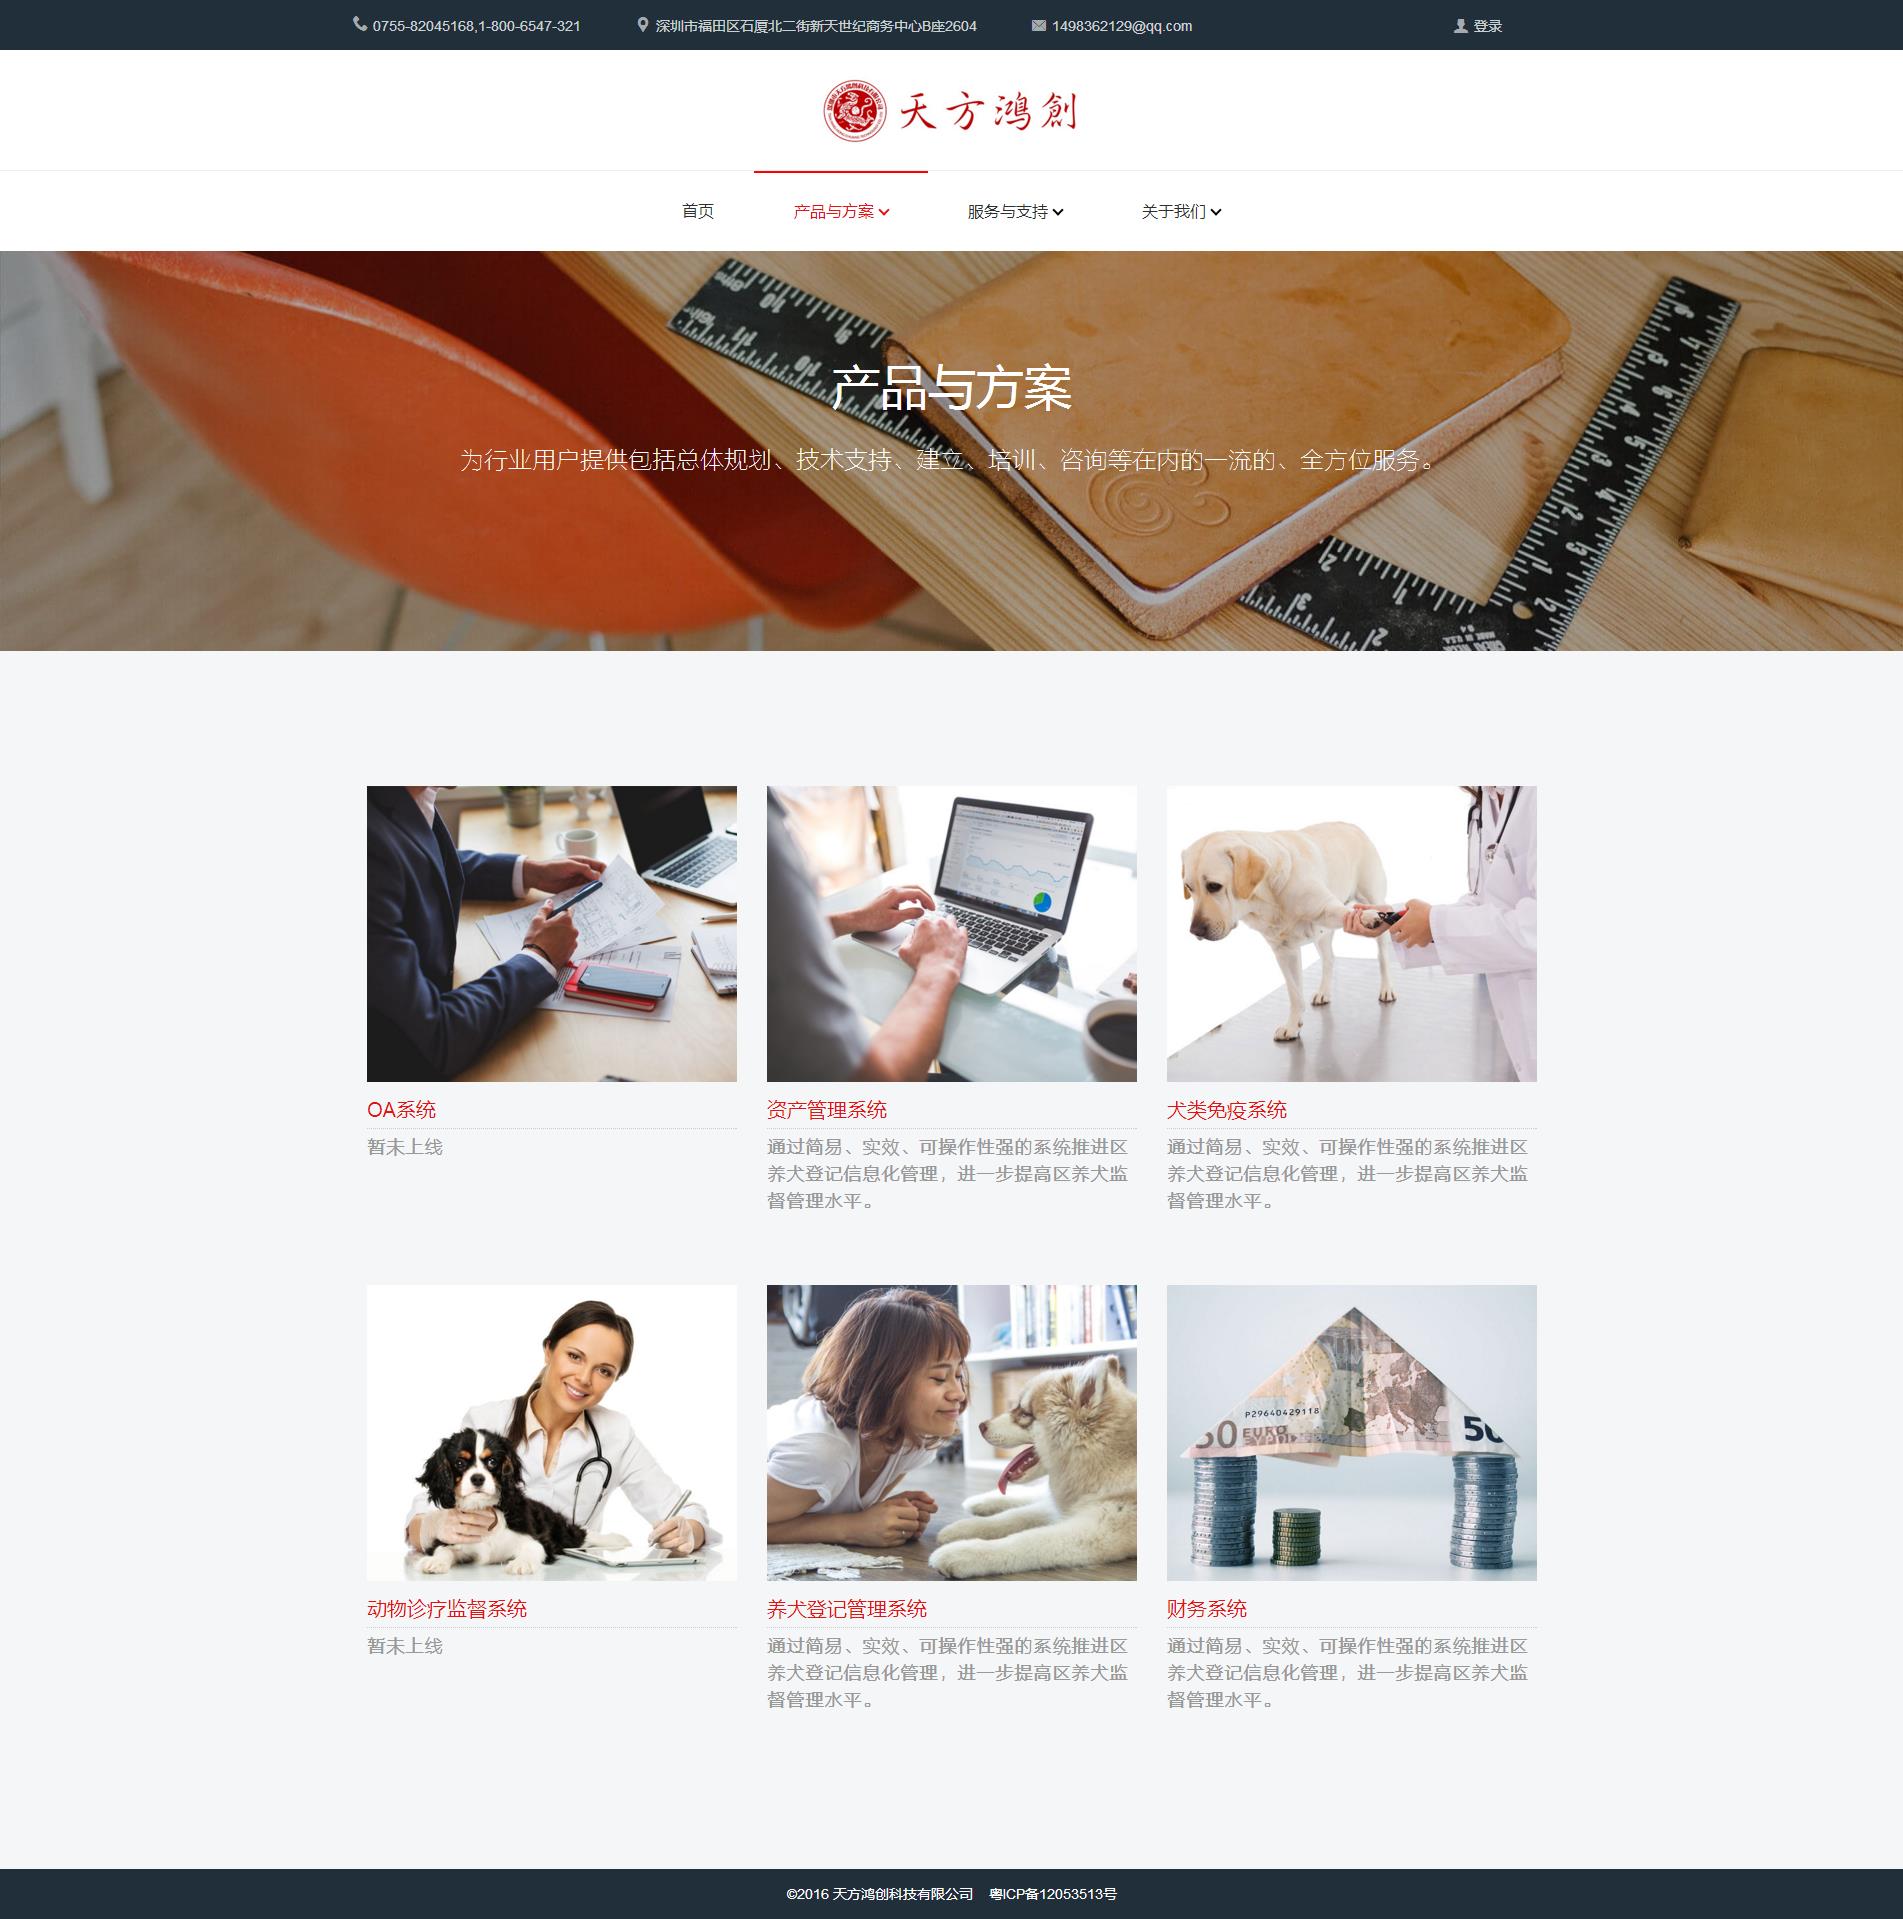 0755-82045168,1-800-6547-321
深圳市福田区石厦北二街新天世纪商务中心B座2604
1498362129@qq.com
登录
天方鴻創
首页
产品与方案
服务与支持
关于我们
产品与方案
为行业用户提供包括总体规划、技术支持、建立、培训、咨询等在内的一流的、全方位服务。
OA系统
暂未上线
资产管理系统
通过简易、实效、可操作性强的系统推进区
养犬登记信息化管理，进一步提高区养犬监
督管理水平。
犬类免疫系统
通过简易、实效、可操作性强的系统推进区
养犬登记信息化管理，进一步提高区养犬监
督管理水平。
P29640429118
50 EURO
50
动物诊疗监督系统
暂未上线
养犬登记管理系统
通过简易、实效、可操作性强的系统推进区
养犬登记信息化管理，进一步提高区养犬监
督管理水平。
财务系统
通过简易、实效、可操作性强的系统推进区
养犬登记信息化管理，进一步提高区养犬监
督管理水平。
©2016 天方鸿创科技有限公司 粤ICP备12053513号